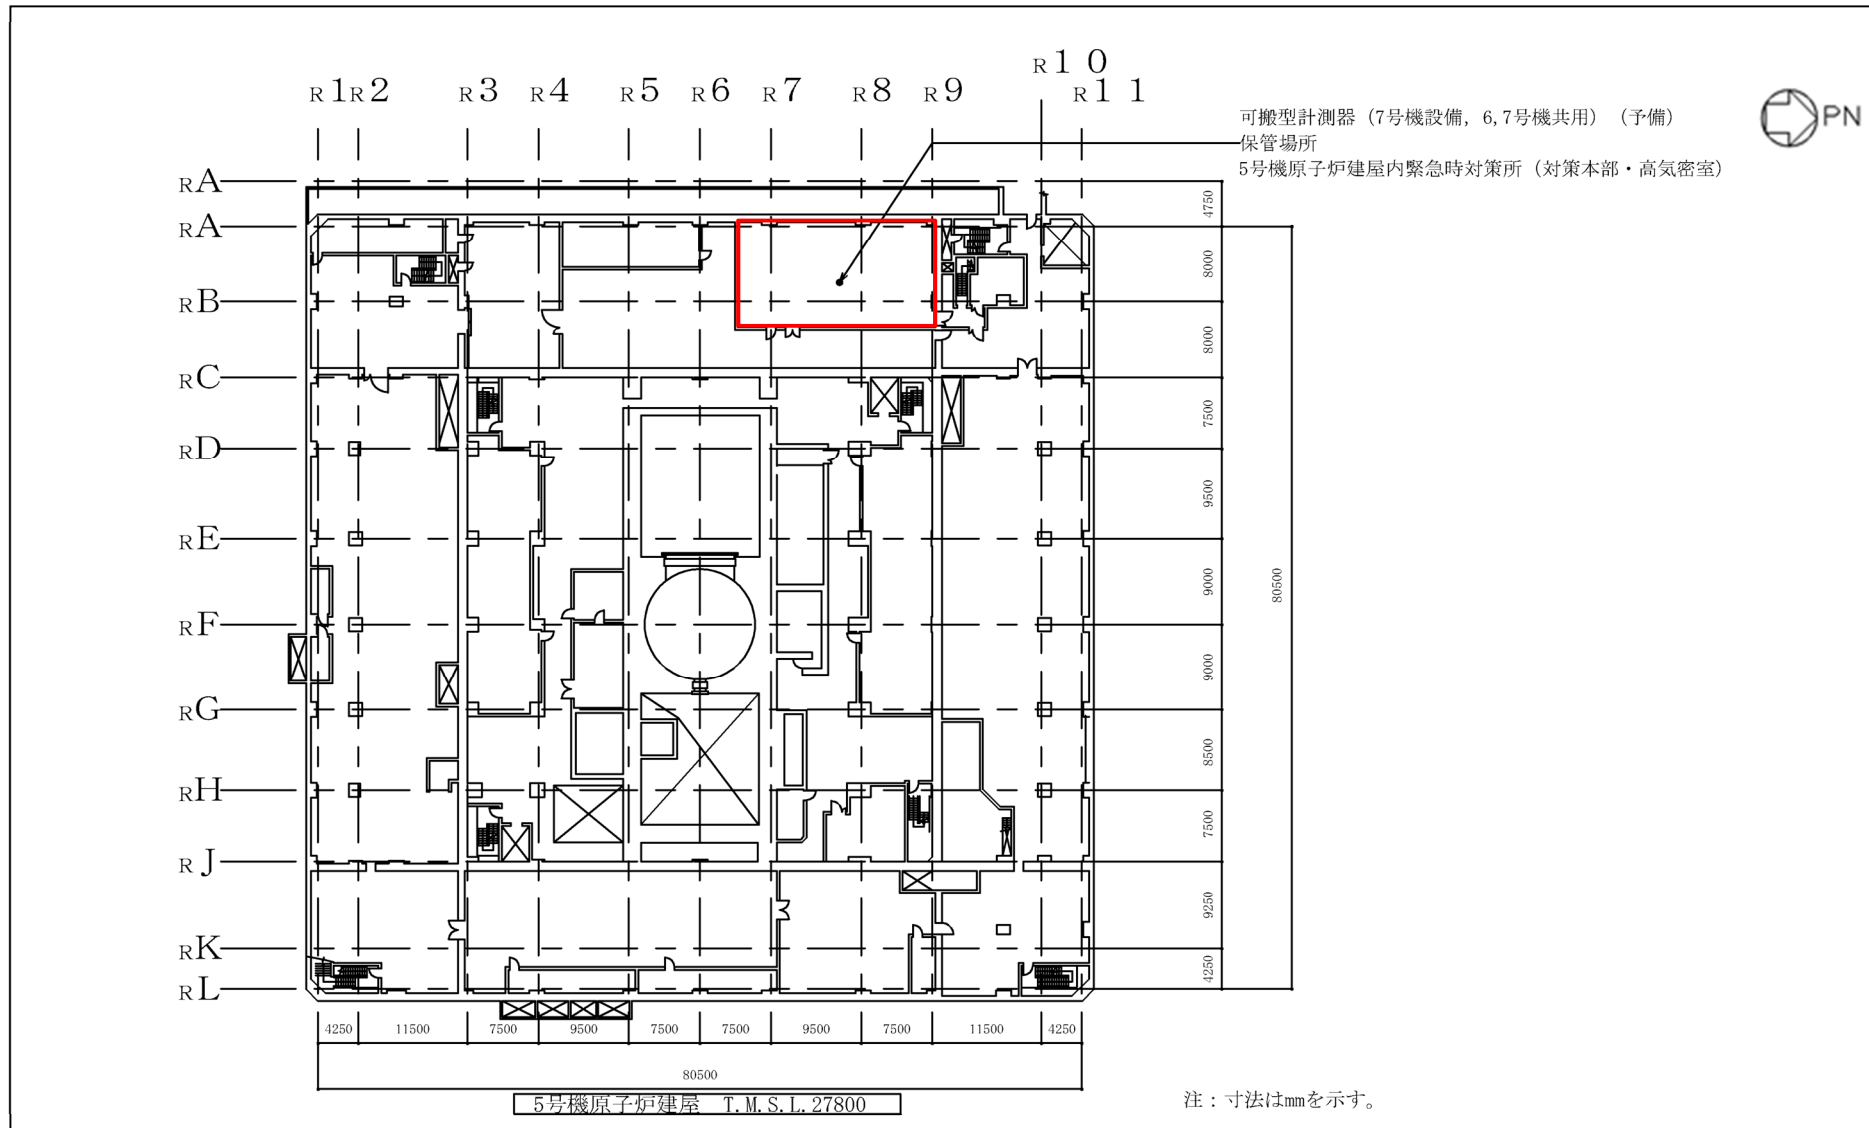 R10
R1 R2 R3 R4 R5 R6 R7 R8 R9 R11
可搬型計測器（7号機設備，6,7号機共用）（予備）
保管場所
5号機原子炉建屋内緊急時対策所（対策本部・高気密室）
PN
RA
4750
RA
8000
RB
8000
RC
7500
RD
9500
RE
9000
80500
RF
9000
RG
8500
RH
7500
RJ
9250
RK
4250
RL
4250 11500 7500 9500 7500 7500 9500 7500 11500 4250
80500
5号機原子炉建屋　T.M.S.L.27800
注：寸法はmmを示す。